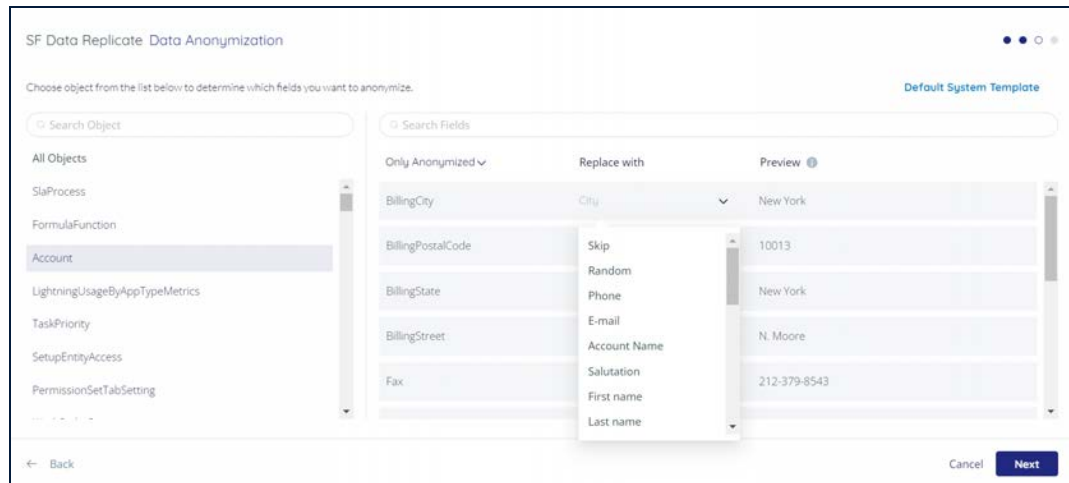 SF Data Replicate Data Anonymization
Choose object from the list below to determine which fields you want to anonymize.
Default System Template
Search Object
Search Fields
All Objects
Only Anonymized
Replace with
Preview
SlaProcess
BillingCity
City
New York
FormulaFunction
BillingPostalCode
Skip
10013
Account
Random
LightningUsageByAppTypeMetrics
BillingState
Phone
New York
TaskPriority
E-mail
BillingStreet
Account Name
N. Moore
SetupEntityAccess
Salutation
PermissionSetTabSetting
Fax
First name
212-379-8543
Last name
Back
Cancel
Next